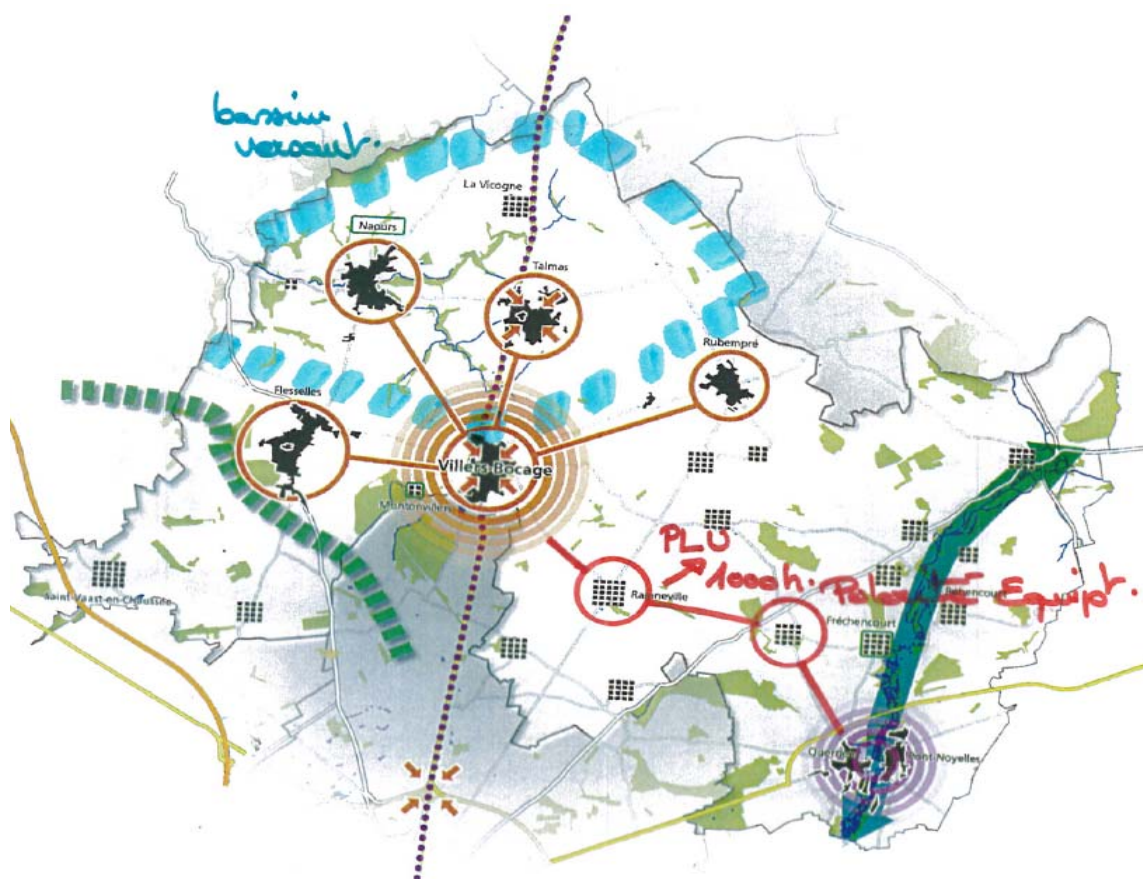 bassin
versant.
La Vicogne
Naours
Talmas
Rubempré
Flesselles
Villers-Bocage
Montonvillers
PLU
1000h.
Equipt.
Saint-Vaast-en-Chaussée
Rainneville
Fréchencourt
Béhencourt
Querrieu
Pont-Noyelles